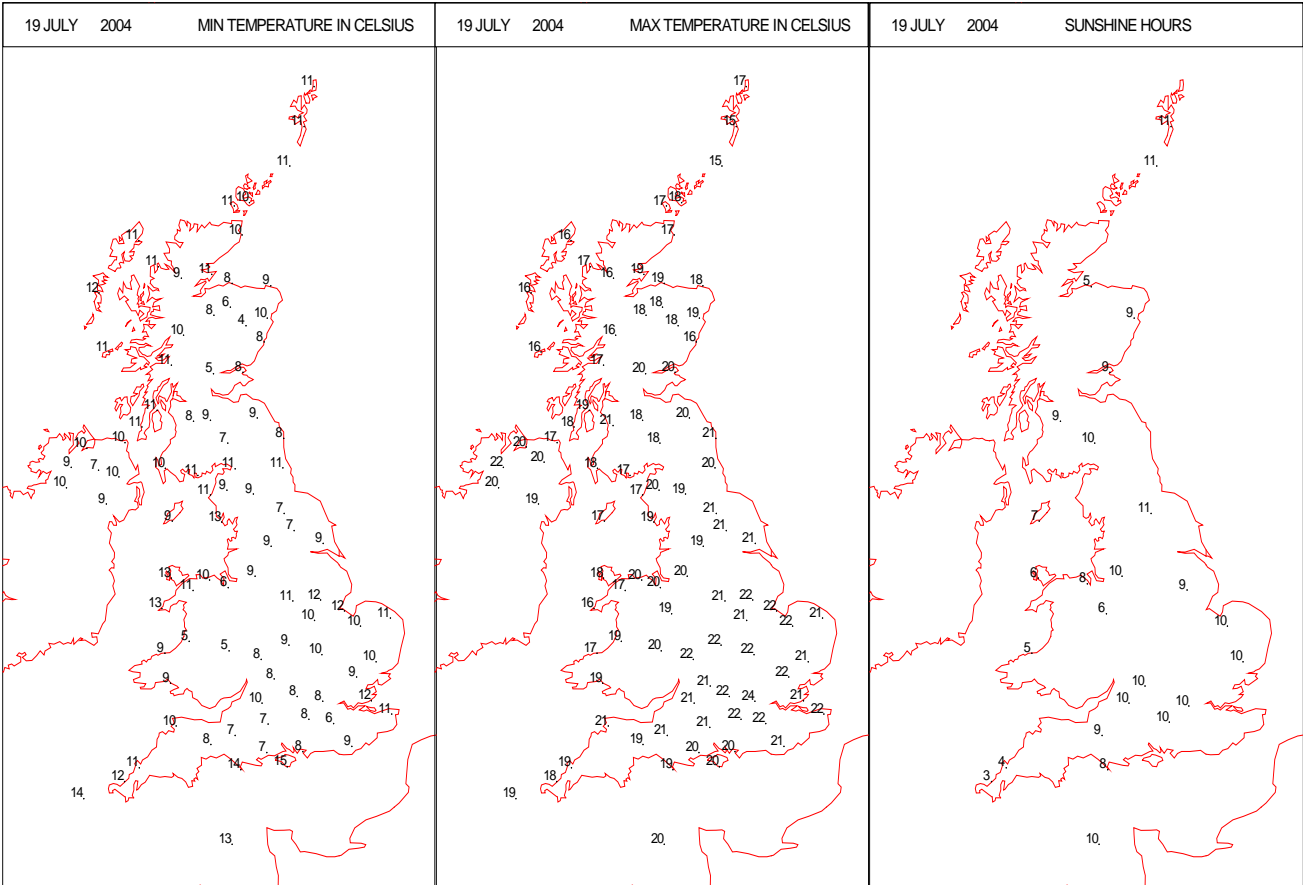 19 JULY 2004 MIN TEMPERATURE IN CELSIUS
11
11
11
11 10
10
11
11
11
9
8 9
12
6
8 10
4
10
8
11
11
5 8
11
8 9 9
11
10 10 7 8
9 7 10 10 11 11 11
10 11 9 9
9
9 13 7
7
9 9
13 11 10 6 9
13 11 12 12
10 10 11
5 9 5 9
8 10 10
9 8 9
10 8 8 12
11
10 7 7 8 6
8 7 8 9
11 12 14 15
14
13
19 JULY 2004 MAX TEMPERATURE IN CELSIUS
17
15
15
17 16
17
16
17
16
19
19 18
16
18
18 19
18
16
16
16
17
20 20
19
18 21 18 20
20 17 18 21
22 20 18 17 20
20 17 20 19
19
17 19 21
21
19 21
18 17 20 20 20
16 19 21 22 22
21 22 21
17 19 20 22
22 22 21
19 21 22
21 22 24 21
22
21 21 21 22 22
19 20 20 21
19 18 19 20
19
20
19 JULY 2004 SUNSHINE HOURS
11
11
5
9
9
9
10
11
7
6 8 10
9
6
10
5
10
10
10 10
10
9
4 3 8
10